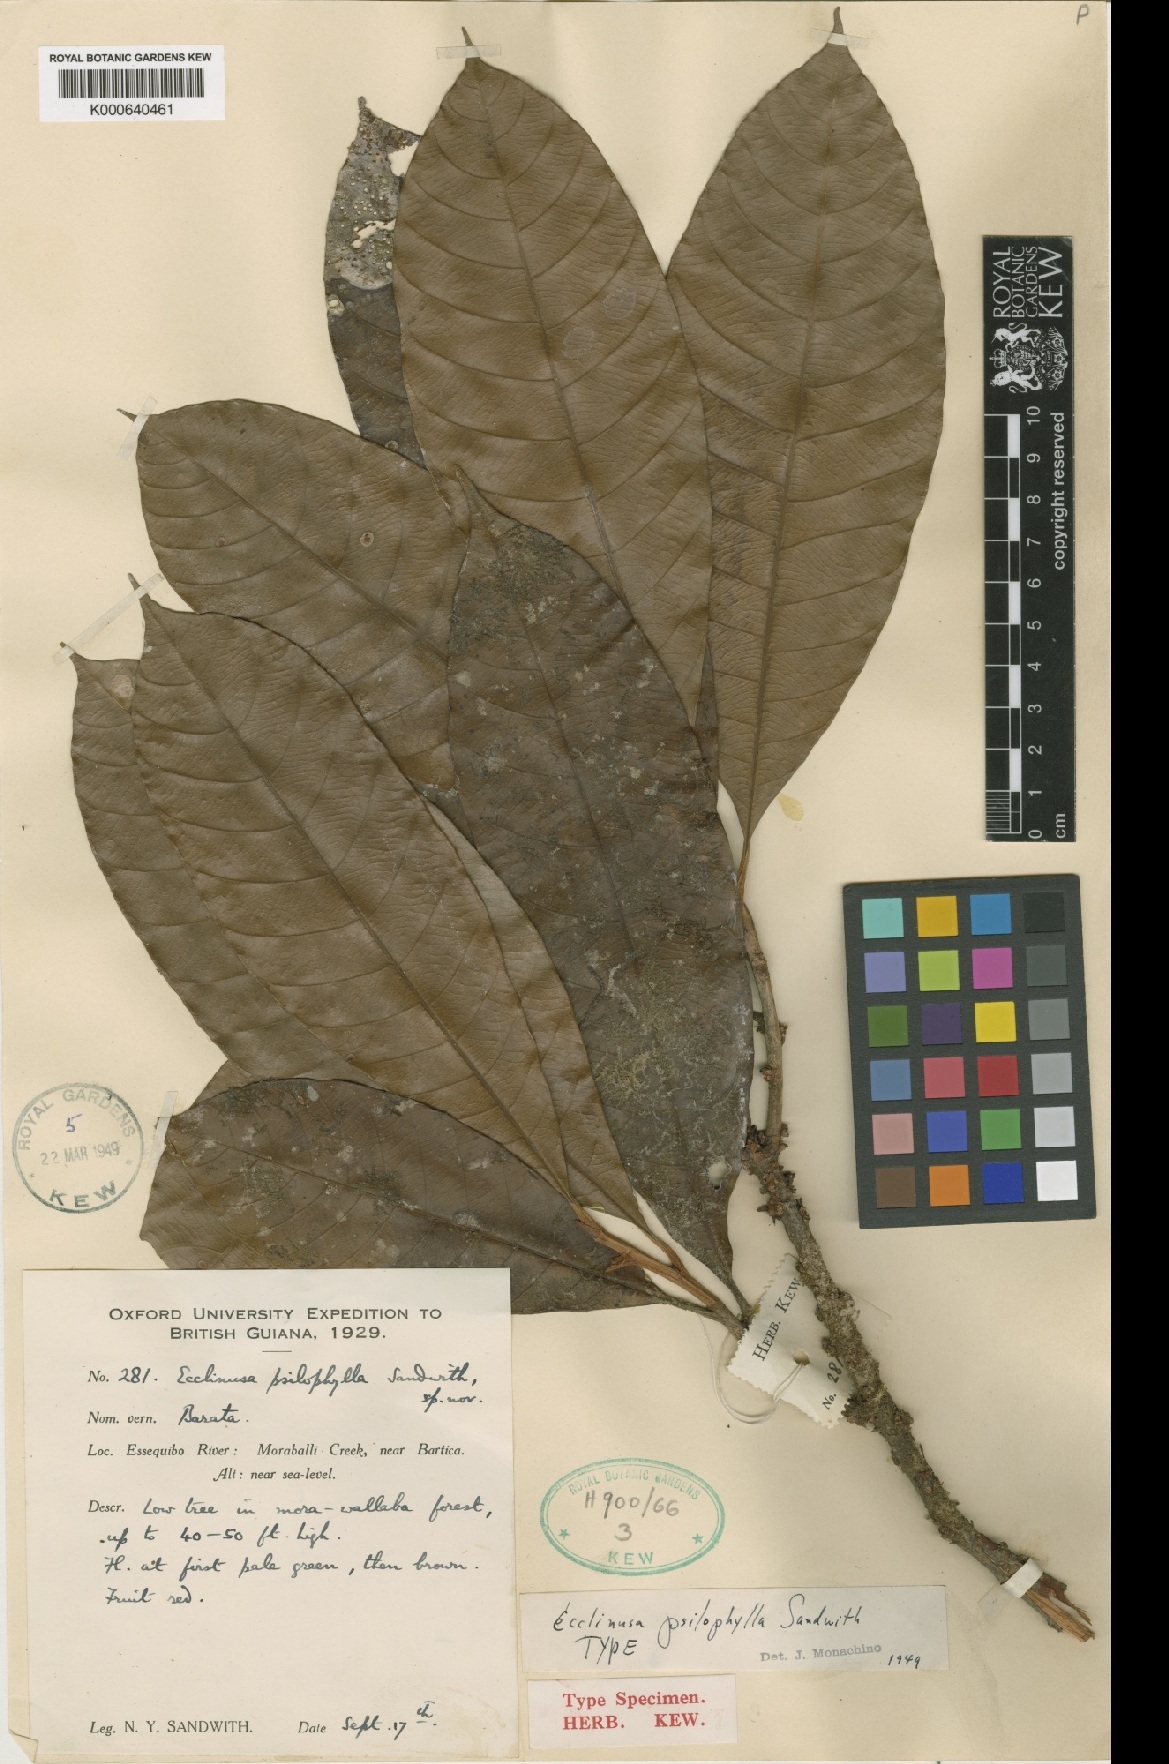 P
ROYAL BOTANIC GARDENS KEW
K000640461
ROYAL
BOTANIC
GARDENS
KEW
10
9
8
7
6
5
4
3
2
1
0
cm
copyright reserved
ROYAL GARDENS
5
22 MAR 1949
KEW
HERB. KEW
No. 281
OXFORD UNIVERSITY EXPEDITION TO
BRITISH GUIANA, 1929.
No. 281. Ecclinusa psilophylla Sandwith,
sp. nov.
Nom. vern. Barata.
Loc. Essequibo River: Moraballi Creek, near Bartica.
Alt: near sea-level.
Descr. Low tree in mora-wallaba forest,
up to 40-50 ft. high.
Fl. at first pale green, then brown.
Fruit red.
Leg. N. Y. SANDWITH. Date Sept. 17th.
ROYAL BOTANIC GARDENS
H900/66
3
KEW
Ecclinusa psilophylla Sandwith
TYPE
Det. J. Monachino 1949
Type Specimen.
HERB. KEW.